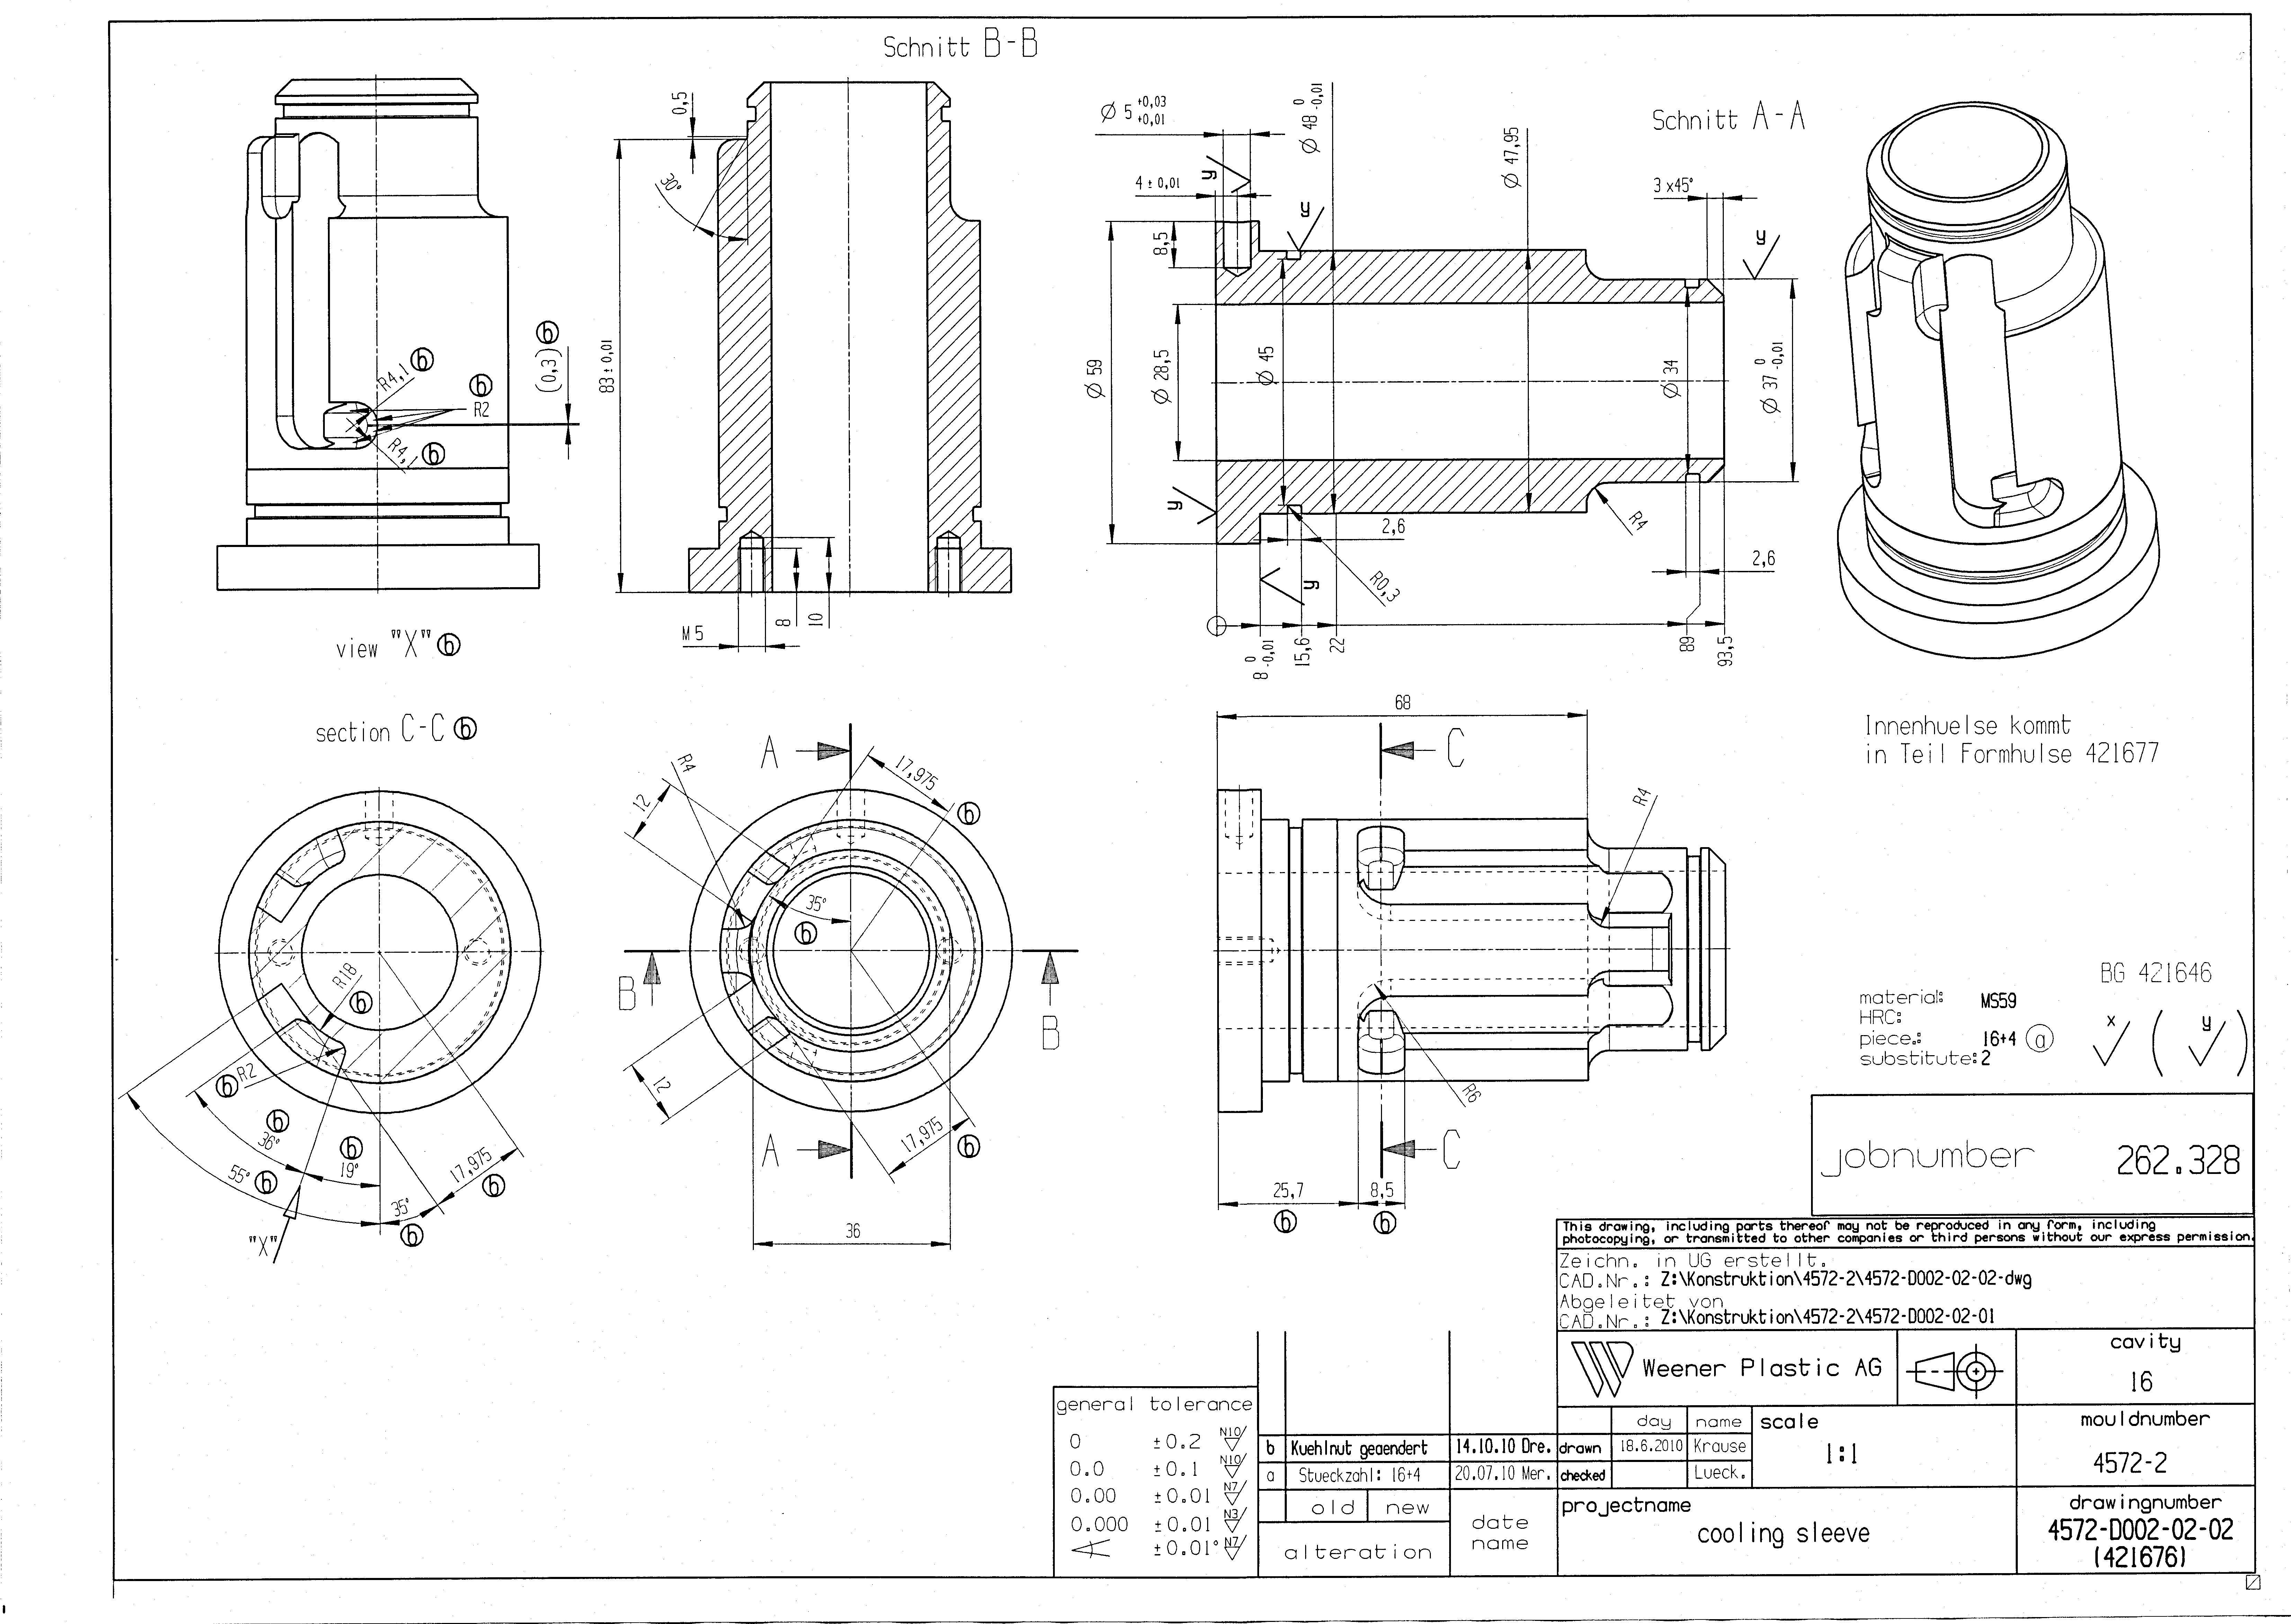 Schnitt B-B
0,5
30°
83 ± 0,01
M 5
8
10
R4,1 b
b
R2
R4,1 b
(0,3) b
view "X" b
Schnitt A-A
Ø 5 +0,03 +0,01
Ø 48 0 -0,01
Ø 47,95
4 ± 0,01
3 x45°
y
y
y
y
y
8,5
Ø 59
Ø 28,5
Ø 45
Ø 34
Ø 37 0 -0,01
2,6
R4
R0,3
2,6
8 0 -0,01
15,6
22
89
93,5
section C-C b
R18
b
b R2
b
36°
b
19°
55° b
17,975
b
35°
b
"X"
A
A
B
B
R4
12
17,975
b
35°
b
12
17,975
b
36
68
C
C
R4
R6
25,7
b
8,5
b
Innenhuelse kommt
in Teil Formhulse 421677
BG 421646
material: MS59
HRC:
piece.: 16+4 a
substitute: 2
x ( y )
jobnumber 262.328
This drawing, including parts thereof may not be reproduced in any form, including
photocopying, or transmitted to other companies or third persons without our express permission.
Zeichn. in UG erstellt.
CAD.Nr.: Z:\Konstruktion\4572-2\4572-D002-02-02-dwg
Abgeleitet von
CAD.Nr.: Z:\Konstruktion\4572-2\4572-D002-02-01
Weener Plastic AG
cavity
16
day name
drawn 18.6.2010 Krause
checked Lueck.
scale
1:1
mouldnumber
4572-2
projectname
cooling sleeve
drawingnumber
4572-D002-02-02
(421676)
b Kuehlnut geaendert 14.10.10 Dre.
a Stueckzahl: 16+4 20.07.10 Mer.
old new
alteration
date
name
general tolerance
0 ±0.2 N10
0.0 ±0.1 N10
0.00 ±0.01 N7
0.000 ±0.01 N3
±0.01° N7